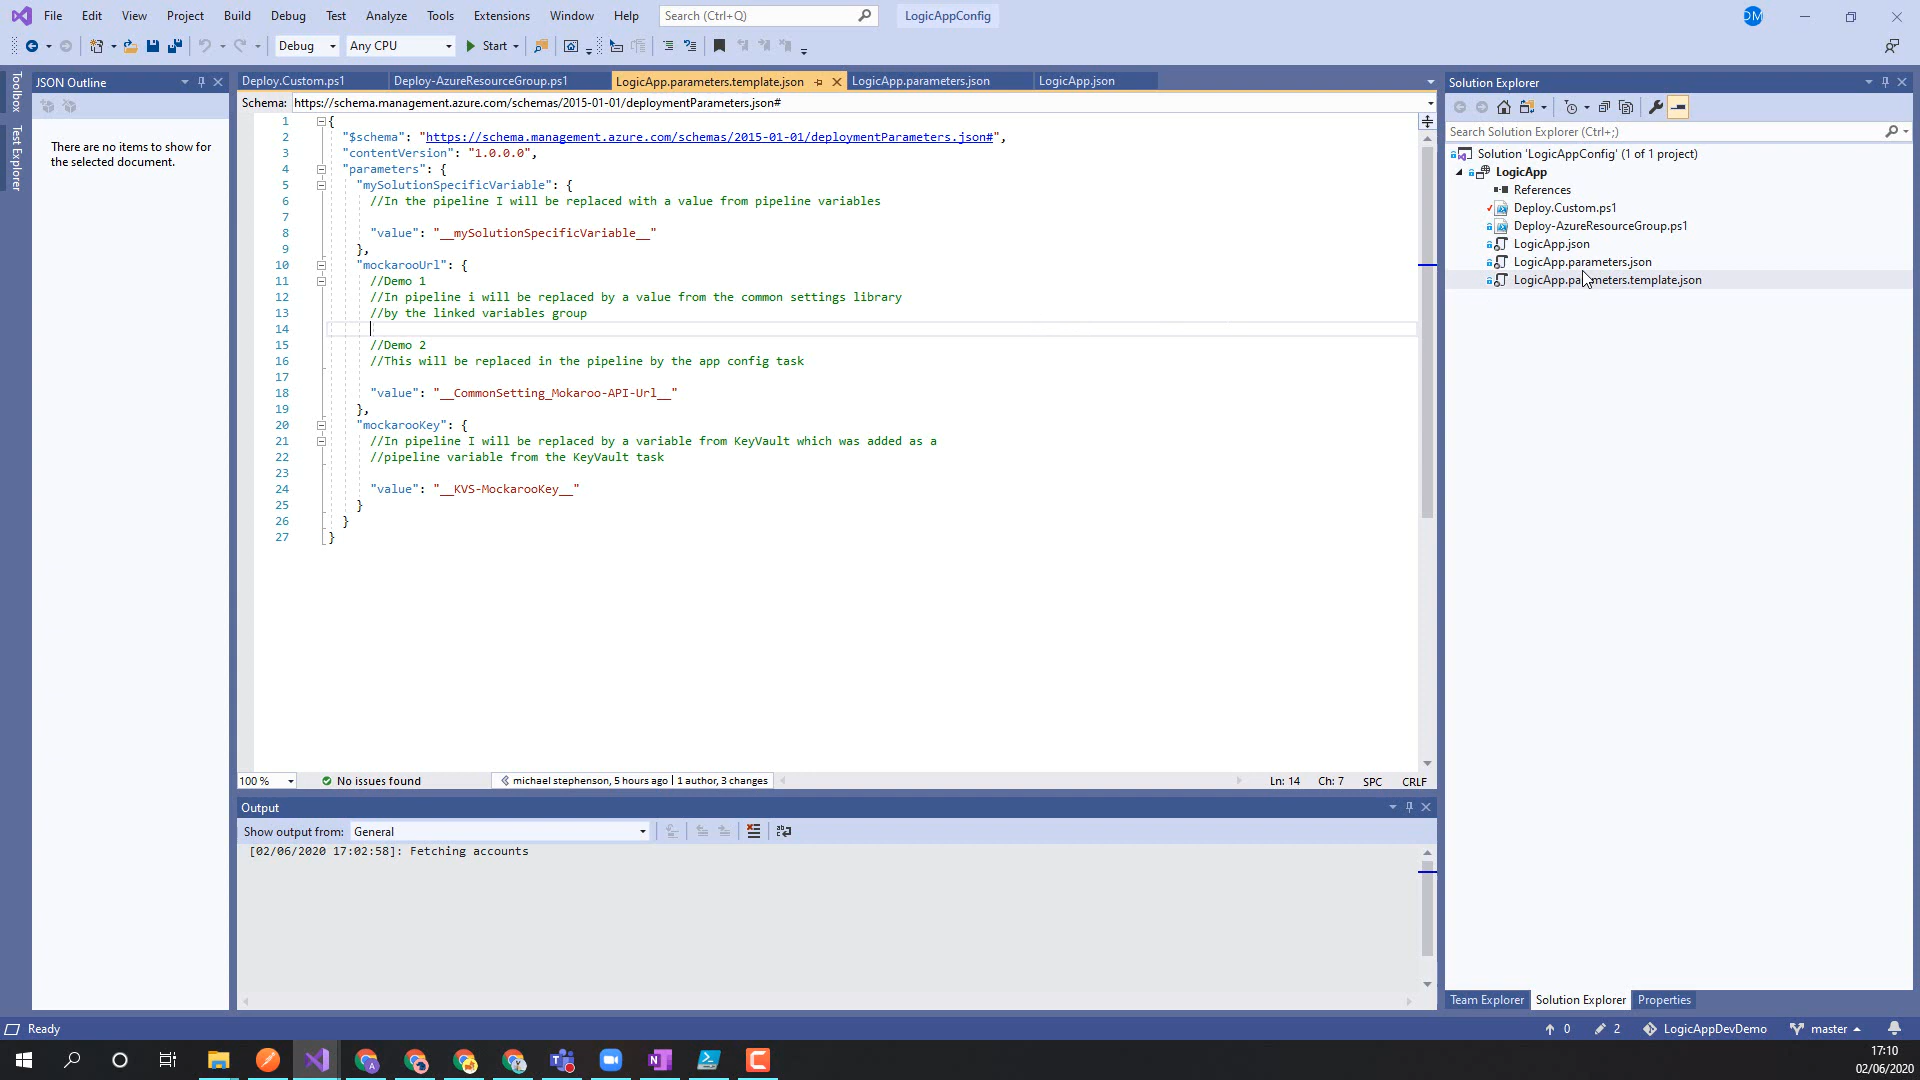 File Edit View Project Build Debug Test Analyze Tools Extensions Window Help Search (Ctrl+Q) LogicAppConfig DM
Debug Any CPU Start
Toolbox
Test Explorer
JSON Outline
There are no items to show for
the selected document.
Deploy.Custom.ps1 Deploy-AzureResourceGroup.ps1 LogicApp.parameters.template.json LogicApp.parameters.json LogicApp.json
Schema: https://schema.management.azure.com/schemas/2015-01-01/deploymentParameters.json#
1 {
2 "$schema": "https://schema.management.azure.com/schemas/2015-01-01/deploymentParameters.json#",
3 "contentVersion": "1.0.0.0",
4 "parameters": {
5 "mySolutionSpecificVariable": {
6 //In the pipeline I will be replaced with a value from pipeline variables
7
8 "value": "__mySolutionSpecificVariable__"
9 },
10 "mockarooUrl": {
11 //Demo 1
12 //In pipeline i will be replaced by a value from the common settings library
13 //by the linked variables group
14
15 //Demo 2
16 //This will be replaced in the pipeline by the app config task
17
18 "value": "__CommonSetting_Mokaroo-API-Url__"
19 },
20 "mockarooKey": {
21 //In pipeline I will be replaced by a variable from KeyVault which was added as a
22 //pipeline variable from the KeyVault task
23
24 "value": "__KVS-MockarooKey__"
25 }
26 }
27 }
100 % No issues found michael stephenson, 5 hours ago | 1 author, 3 changes Ln: 14 Ch: 7 SPC CRLF
Output
Show output from: General
[02/06/2020 17:02:58]: Fetching accounts
Solution Explorer
Search Solution Explorer (Ctrl+;)
Solution 'LogicAppConfig' (1 of 1 project)
LogicApp
References
Deploy.Custom.ps1
Deploy-AzureResourceGroup.ps1
LogicApp.json
LogicApp.parameters.json
LogicApp.parameters.template.json
Team Explorer Solution Explorer Properties
Ready 0 2 LogicAppDevDemo master
17:10
02/06/2020